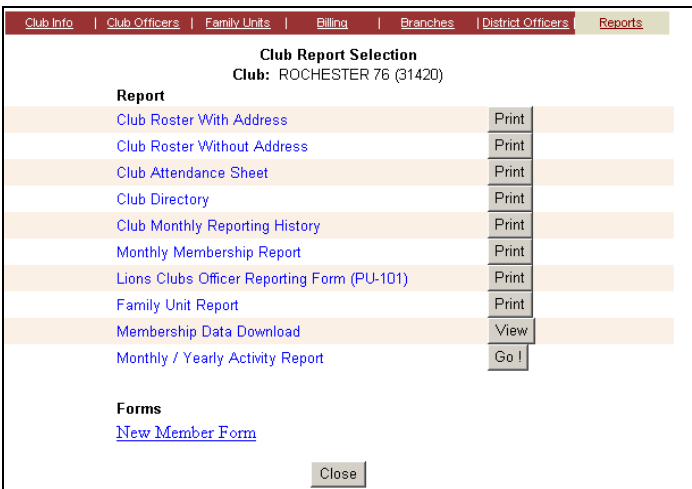 Club Info | Club Officers | Family Units | Billing | Branches | District Officers | Reports
Club Report Selection
Club: ROCHESTER 76 (31420)
Report
Club Roster With Address Print
Club Roster Without Address Print
Club Attendance Sheet Print
Club Directory Print
Club Monthly Reporting History Print
Monthly Membership Report Print
Lions Clubs Officer Reporting Form (PU-101) Print
Family Unit Report Print
Membership Data Download View
Monthly / Yearly Activity Report Go !
Forms
New Member Form
Close